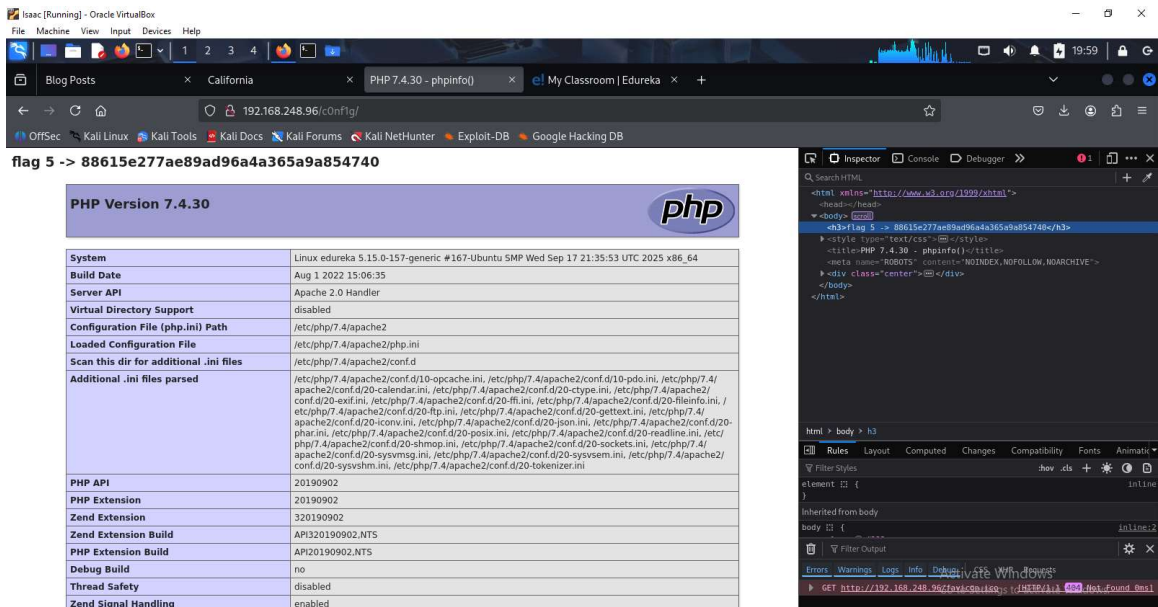 Isaac [Running] - Oracle VirtualBox
File Machine View Input Devices Help
1 2 3 4
19:59
Blog Posts
California
PHP 7.4.30 - phpinfo()
My Classroom | Edureka
192.168.248.96/c0nf1g/
OffSec Kali Linux Kali Tools Kali Docs Kali Forums Kali NetHunter Exploit-DB Google Hacking DB
flag 5 -> 88615e277ae89ad96a4a365a9a854740
PHP Version 7.4.30
php
System Linux edureka 5.15.0-157-generic #167-Ubuntu SMP Wed Sep 17 21:35:53 UTC 2025 x86_64
Build Date Aug 1 2022 15:06:35
Server API Apache 2.0 Handler
Virtual Directory Support disabled
Configuration File (php.ini) Path /etc/php/7.4/apache2
Loaded Configuration File /etc/php/7.4/apache2/php.ini
Scan this dir for additional .ini files /etc/php/7.4/apache2/conf.d
Additional .ini files parsed /etc/php/7.4/apache2/conf.d/10-opcache.ini, /etc/php/7.4/apache2/conf.d/10-pdo.ini, /etc/php/7.4/
apache2/conf.d/20-calendar.ini, /etc/php/7.4/apache2/conf.d/20-ctype.ini, /etc/php/7.4/apache2/
conf.d/20-exif.ini, /etc/php/7.4/apache2/conf.d/20-ffi.ini, /etc/php/7.4/apache2/conf.d/20-fileinfo.ini, /
etc/php/7.4/apache2/conf.d/20-ftp.ini, /etc/php/7.4/apache2/conf.d/20-gettext.ini, /etc/php/7.4/
apache2/conf.d/20-iconv.ini, /etc/php/7.4/apache2/conf.d/20-json.ini, /etc/php/7.4/apache2/conf.d/20-
phar.ini, /etc/php/7.4/apache2/conf.d/20-posix.ini, /etc/php/7.4/apache2/conf.d/20-readline.ini, /etc/
php/7.4/apache2/conf.d/20-shmop.ini, /etc/php/7.4/apache2/conf.d/20-sockets.ini, /etc/php/7.4/
apache2/conf.d/20-sysvmsg.ini, /etc/php/7.4/apache2/conf.d/20-sysvsem.ini, /etc/php/7.4/apache2/
conf.d/20-sysvshm.ini, /etc/php/7.4/apache2/conf.d/20-tokenizer.ini
PHP API 20190902
PHP Extension 20190902
Zend Extension 320190902
Zend Extension Build API320190902,NTS
PHP Extension Build API20190902,NTS
Debug Build no
Thread Safety disabled
Zend Signal Handling enabled
Inspector Console Debugger 1
Search HTML
<html xmlns="http://www.w3.org/1999/xhtml">
<head></head>
<body> scroll
<h3>flag 5 -> 88615e277ae89ad96a4a365a9a854740</h3>
<style type="text/css"></style>
<title>PHP 7.4.30 - phpinfo()</title>
<meta name="ROBOTS" content="NOINDEX,NOFOLLOW,NOARCHIVE">
<div class="center"></div>
</body>
</html>
html > body > h3
Rules Layout Computed Changes Compatibility Fonts Animatic
Filter Styles :hov .cls
element { inline
}
Inherited from body
body { inline:2
Filter Output
Errors Warnings Logs Info Debug CSS XHR Requests
Activate Windows
GET http://192.168.248.96/favicon.ico [HTTP/1.1 404 Not Found 0ms]